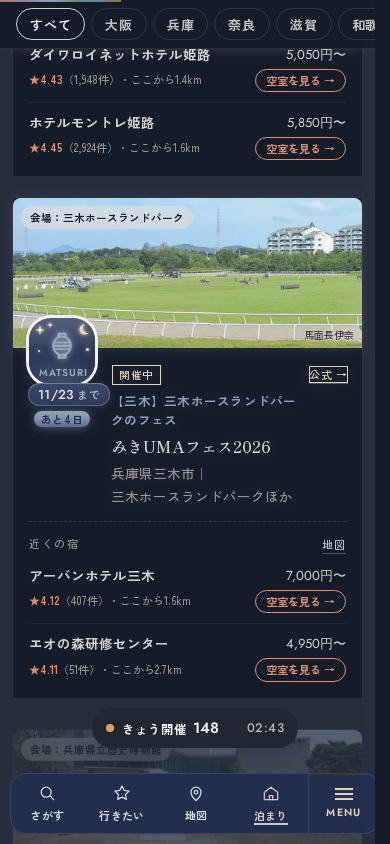 すべて
大阪
兵庫
奈良
滋賀
和歌
ダイワロイネットホテル姫路
5,050円〜
★4.43（1,948件）・ここから1.4km
空室を見る →
ホテルモントレ姫路
5,850円〜
★4.45（2,924件）・ここから1.6km
空室を見る →
会場：三木ホースランドパーク
馬面長伊奈
MATSURI
11/23 まで
あと4日
開催中
公式 →
【三木】三木ホースランドパー
クのフェス
みきUMAフェス2026
兵庫県三木市｜
三木ホースランドパークほか
近くの宿
地図
アーバンホテル三木
7,000円〜
★4.12（407件）・ここから1.6km
空室を見る →
エオの森研修センター
4,950円〜
★4.11（51件）・ここから2.7km
空室を見る →
きょう開催 148
02:43
会場：兵庫県立歴史博物館
さがす
行きたい
地図
泊まり
MENU